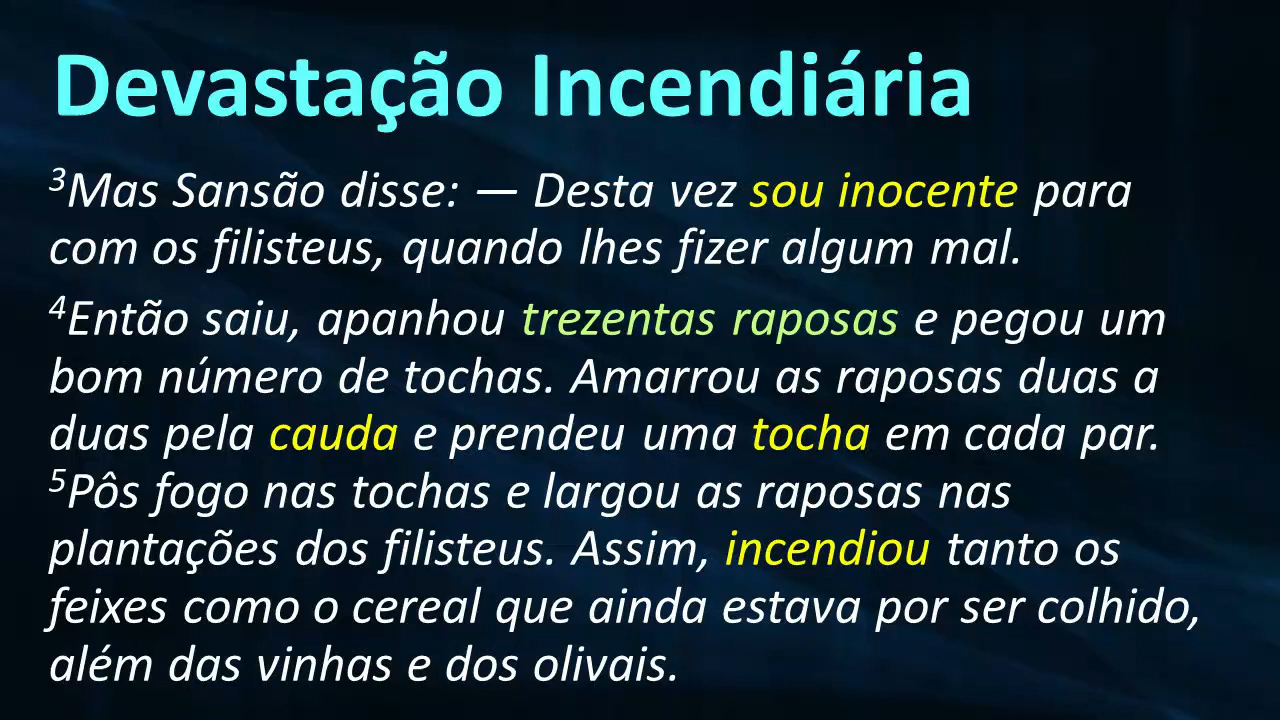 Devastação Incendiária
³Mas Sansão disse: — Desta vez sou inocente para
com os filisteus, quando lhes fizer algum mal.
⁴Então saiu, apanhou trezentas raposas e pegou um
bom número de tochas. Amarrou as raposas duas a
duas pela cauda e prendeu uma tocha em cada par.
⁵Pôs fogo nas tochas e largou as raposas nas
plantações dos filisteus. Assim, incendiou tanto os
feixes como o cereal que ainda estava por ser colhido,
além das vinhas e dos olivais.